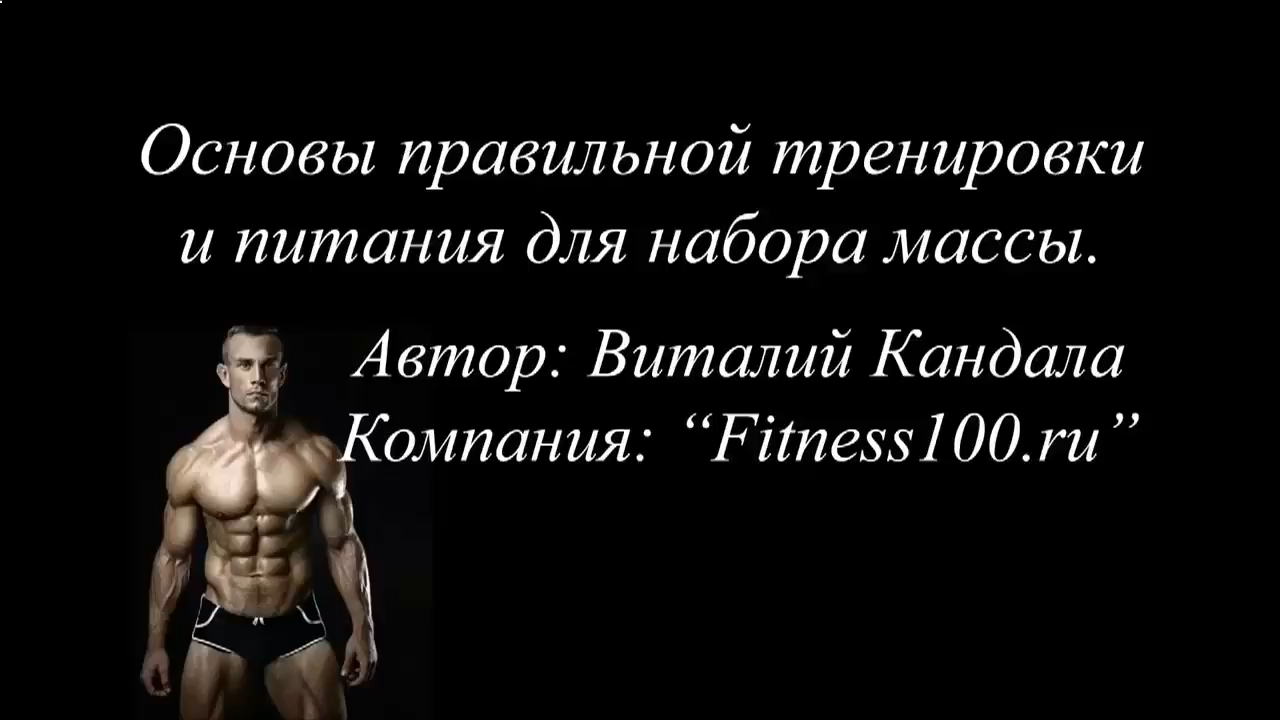 Основы правильной тренировки
и питания для набора массы.
Автор: Виталий Кандала
Компания: “Fitness100.ru”